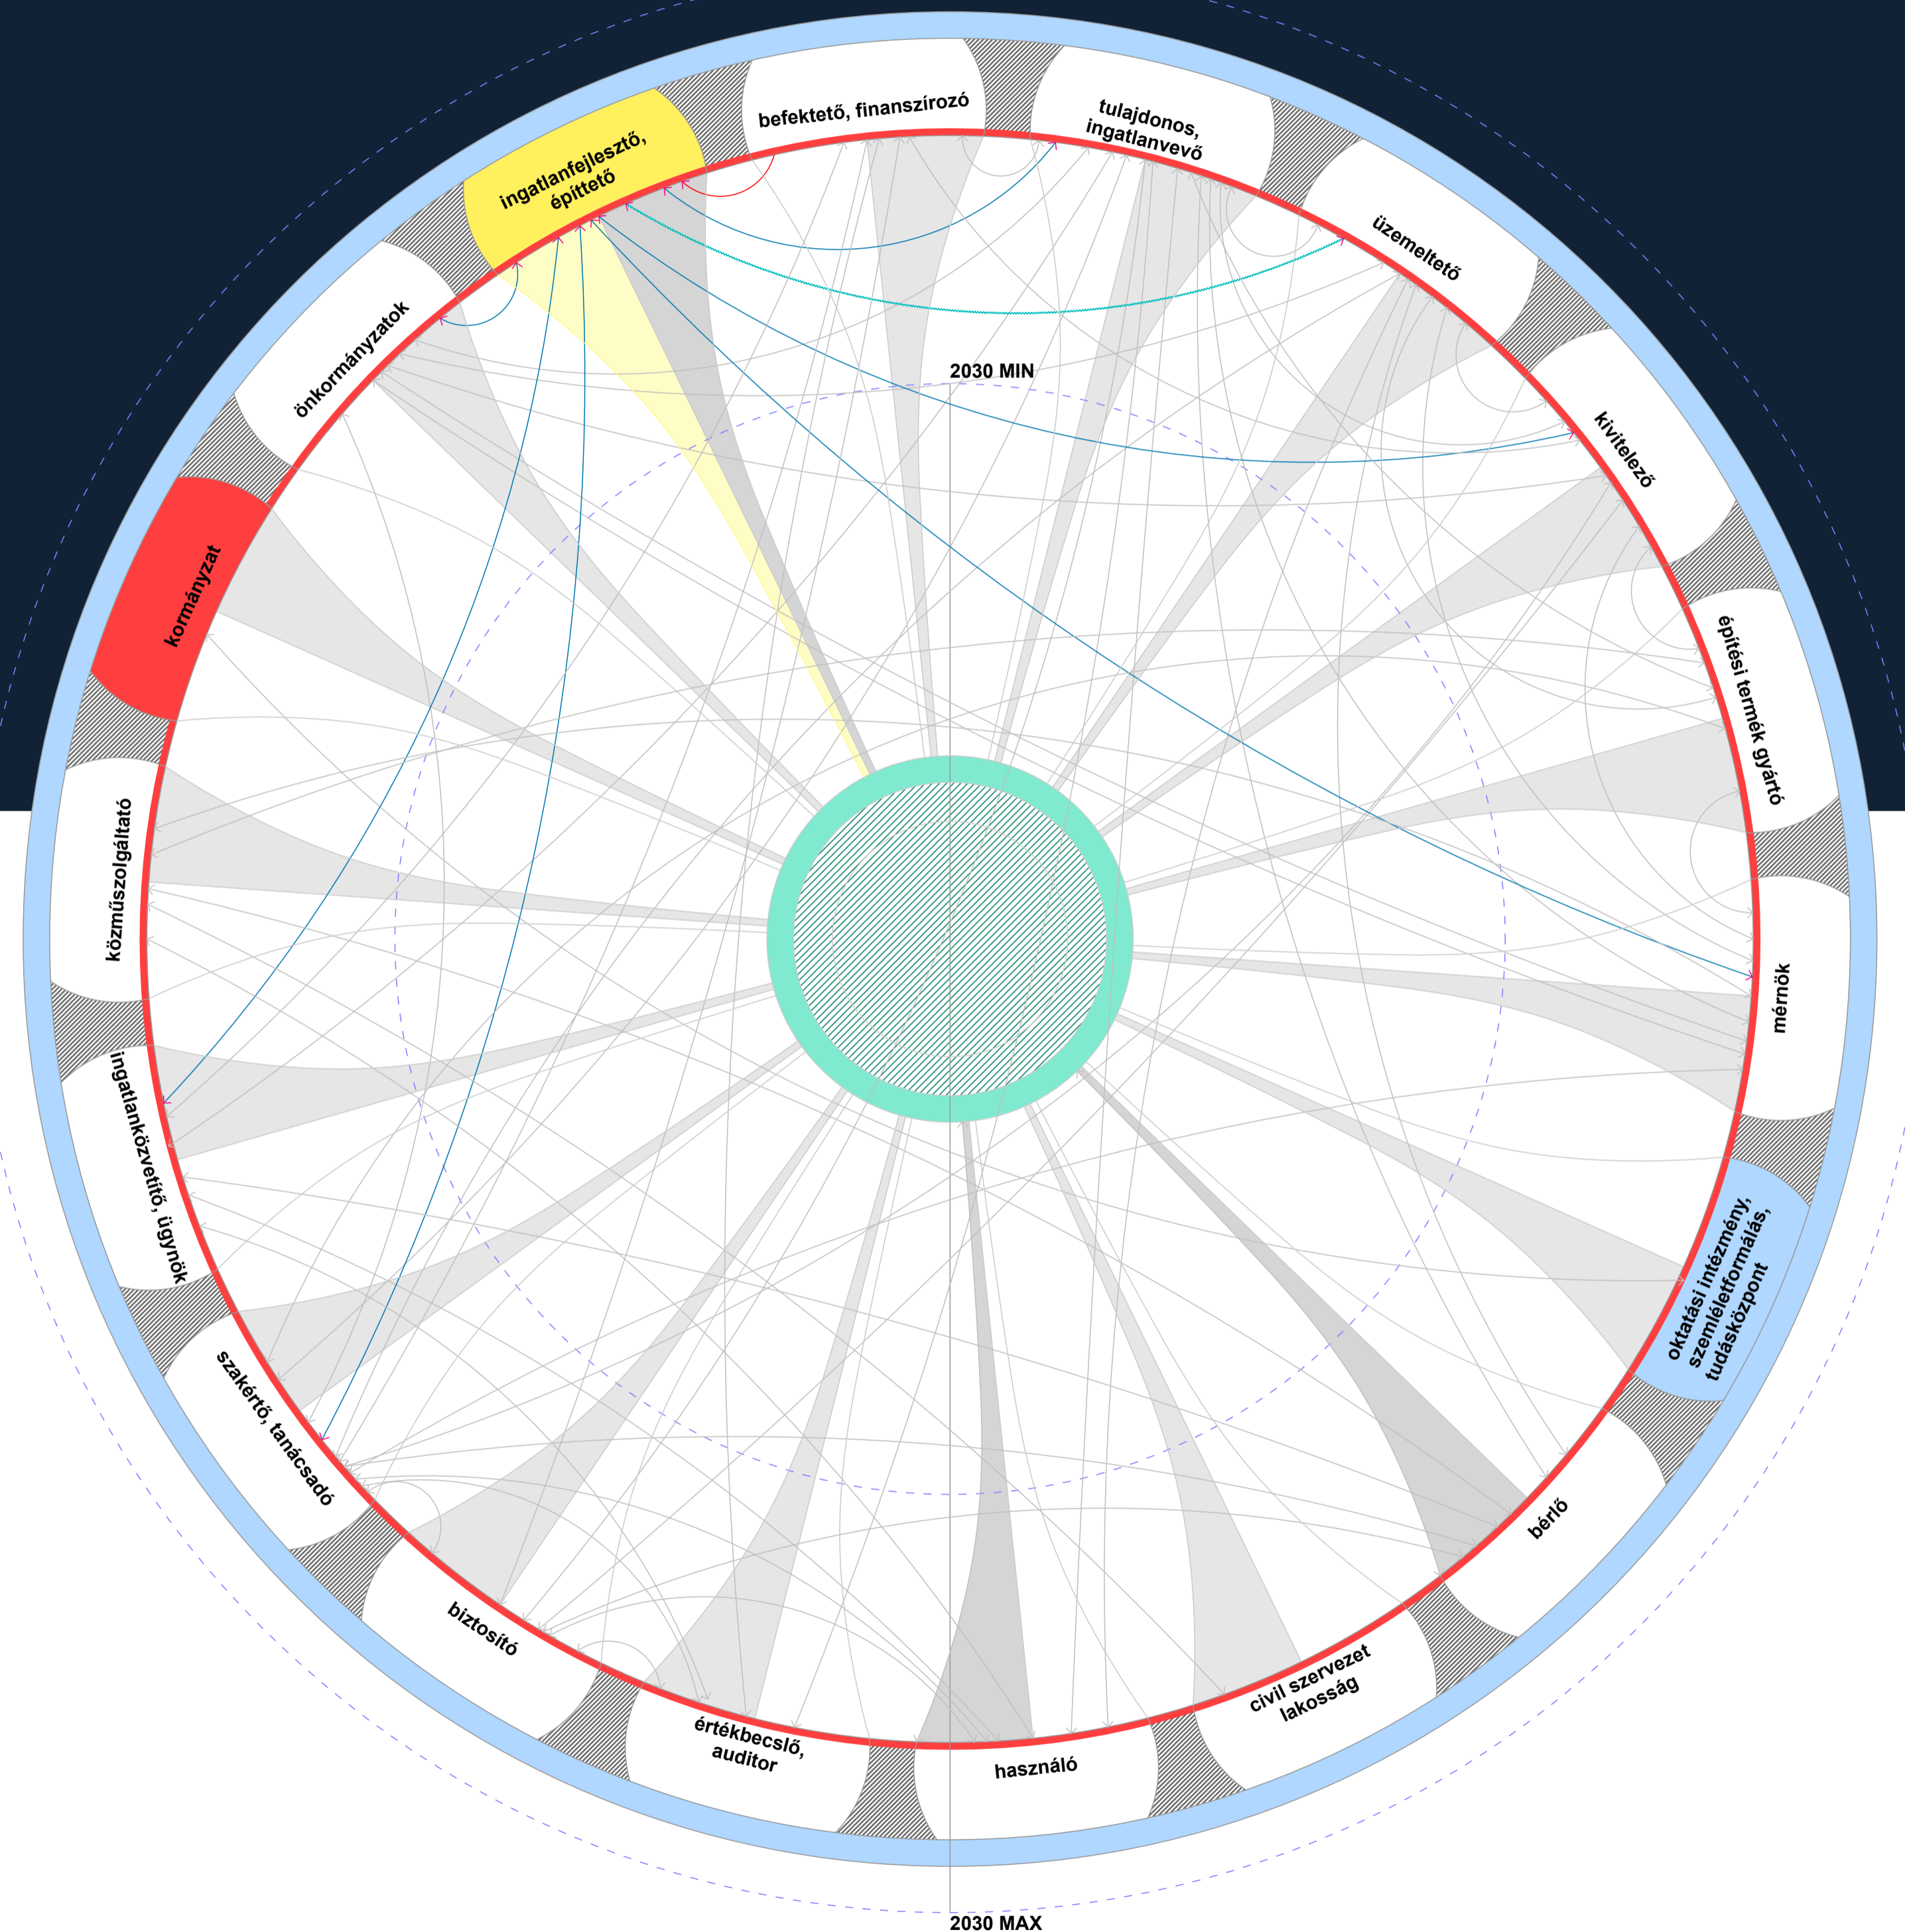 befektető, finanszírozó
tulajdonos,
ingatlanvevő
üzemeltető
kivitelező
építési termék gyártó
mérnök
oktatási intézmény,
szemléletformálás,
tudásközpont
bérlő
civil szervezet
lakosság
használó
értékbecslő,
auditor
biztosító
szakértő, tanácsadó
ingatlanközvetítő, ügynök
közműszolgáltató
kormányzat
önkormányzatok
ingatlanfejlesztő,
építtető
2030 MIN
2030 MAX